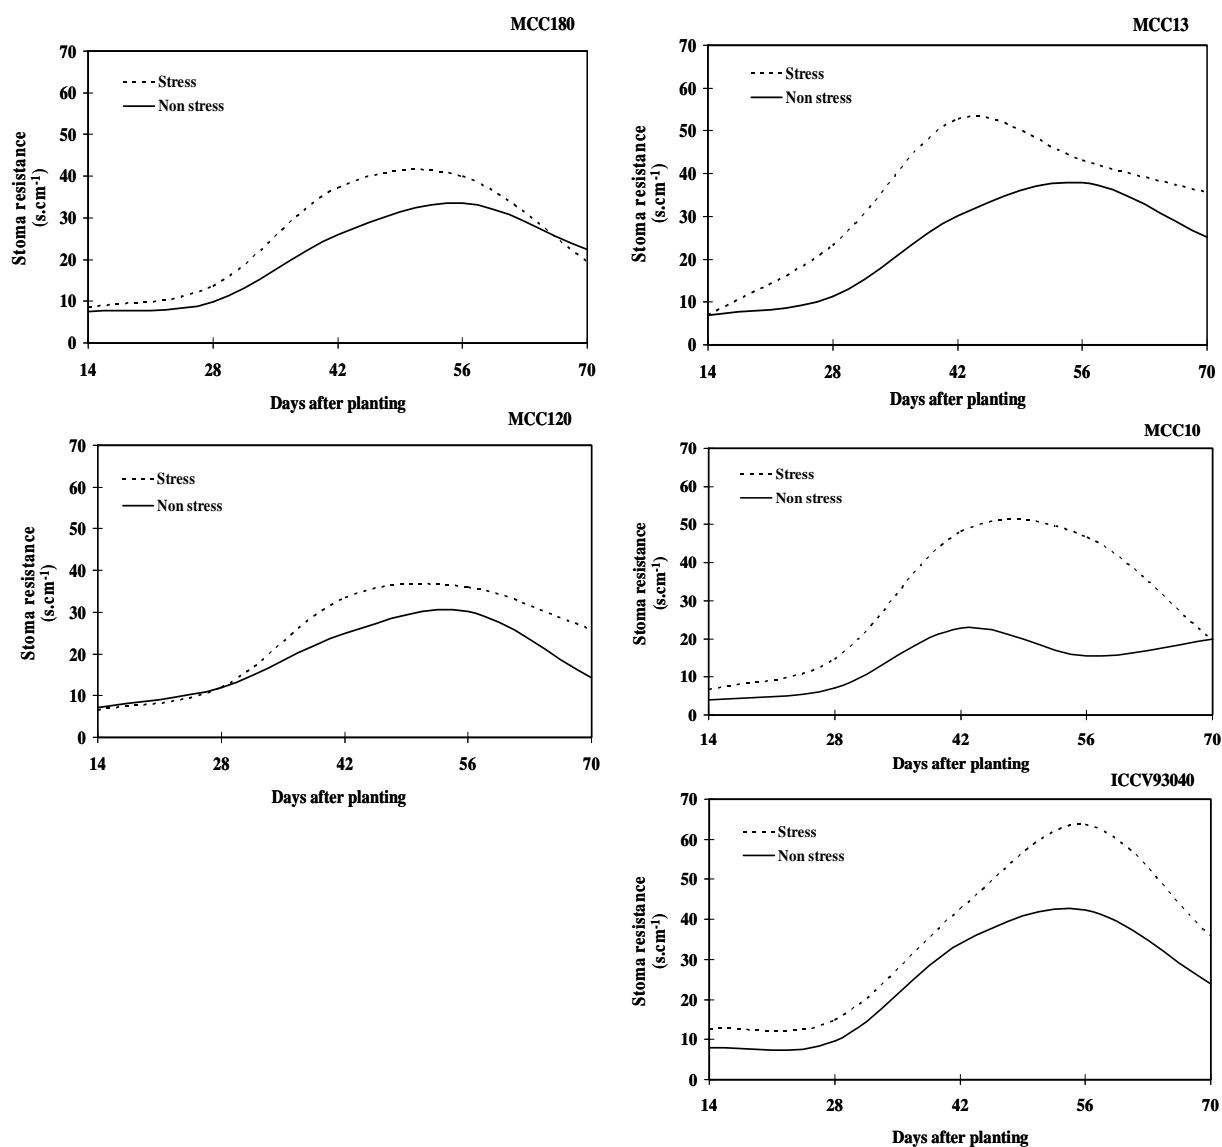 MCC180
70
60
50
40
30
20
10
0
Stoma resistance
(s.cm-1)
Stress
Non stress
14 28 42 56 70
Days after planting
MCC13
70
60
50
40
30
20
10
0
Stoma resistance
(s.cm-1)
Stress
Non stress
14 28 42 56 70
Days after planting
MCC120
70
60
50
40
30
20
10
0
Stoma resistance
(s.cm-1)
Stress
Non stress
14 28 42 56 70
Days after planting
MCC10
70
60
50
40
30
20
10
0
Stoma resistance
(s.cm-1)
Stress
Non stress
14 28 42 56 70
Days after planting
ICCV93040
70
60
50
40
30
20
10
0
Stoma resistance
(s.cm-1)
Stress
Non stress
14 28 42 56 70
Days after planting